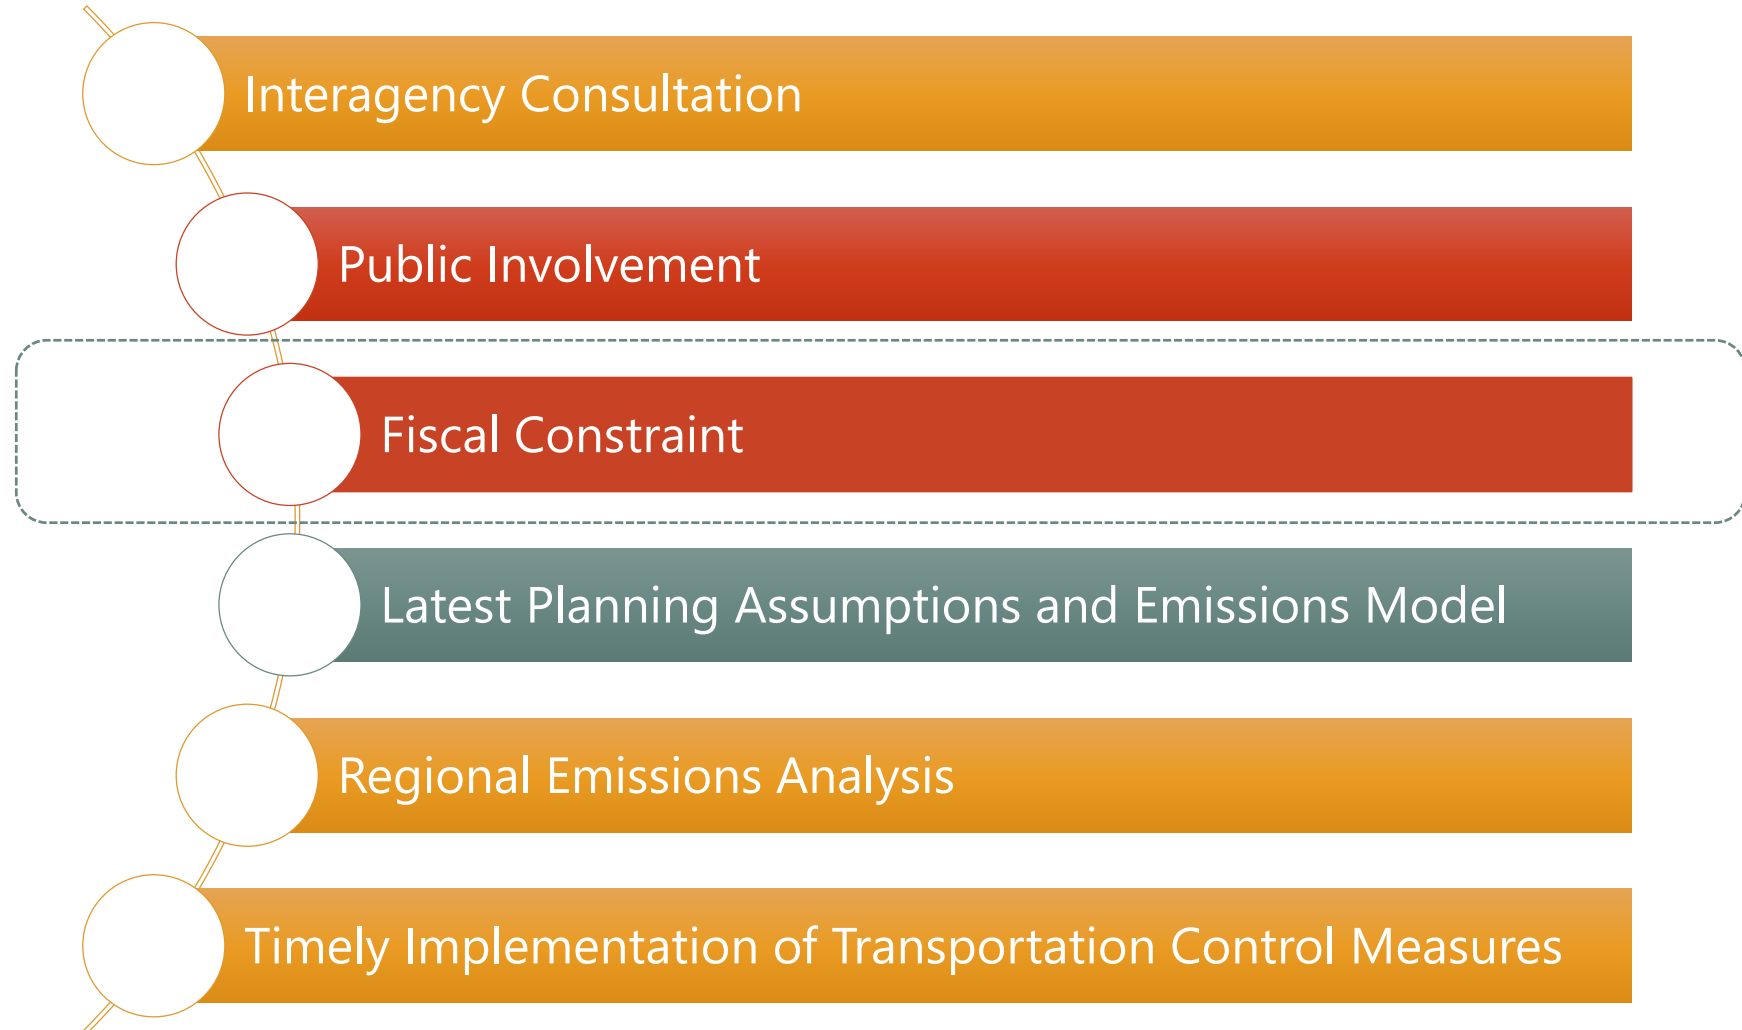 Interagency Consultation
Public Involvement
Fiscal Constraint
Latest Planning Assumptions and Emissions Model
Regional Emissions Analysis
Timely Implementation of Transportation Control Measures